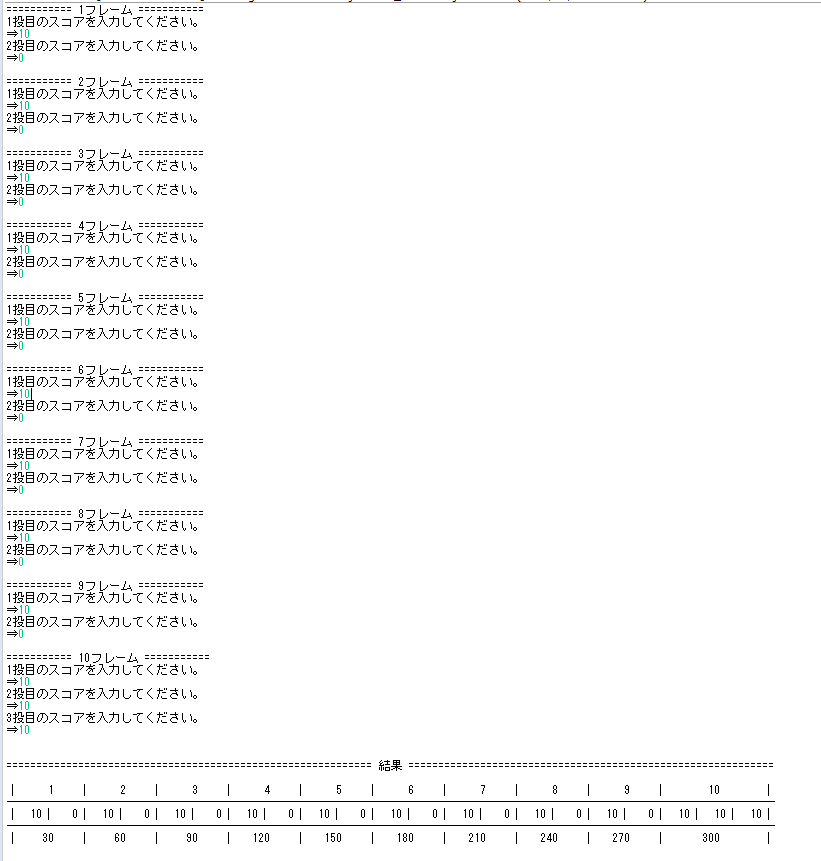 =========== 1フレーム ===========
1投目のスコアを入力してください。
⇒10
2投目のスコアを入力してください。
⇒0
=========== 2フレーム ===========
1投目のスコアを入力してください。
⇒10
2投目のスコアを入力してください。
⇒0
=========== 3フレーム ===========
1投目のスコアを入力してください。
⇒10
2投目のスコアを入力してください。
⇒0
=========== 4フレーム ===========
1投目のスコアを入力してください。
⇒10
2投目のスコアを入力してください。
⇒0
=========== 5フレーム ===========
1投目のスコアを入力してください。
⇒10
2投目のスコアを入力してください。
⇒0
=========== 6フレーム ===========
1投目のスコアを入力してください。
⇒10
2投目のスコアを入力してください。
⇒0
=========== 7フレーム ===========
1投目のスコアを入力してください。
⇒10
2投目のスコアを入力してください。
⇒0
=========== 8フレーム ===========
1投目のスコアを入力してください。
⇒10
2投目のスコアを入力してください。
⇒0
=========== 9フレーム ===========
1投目のスコアを入力してください。
⇒10
2投目のスコアを入力してください。
⇒0
=========== 10フレーム ===========
1投目のスコアを入力してください。
⇒10
2投目のスコアを入力してください。
⇒10
3投目のスコアを入力してください。
⇒10
============================================================= 結果 =============================================================
| 1 | 2 | 3 | 4 | 5 | 6 | 7 | 8 | 9 | 10 |
| 10 | 0 | 10 | 0 | 10 | 0 | 10 | 0 | 10 | 0 | 10 | 0 | 10 | 0 | 10 | 0 | 10 | 0 | 10 | 10 | 10 |
| 30 | 60 | 90 | 120 | 150 | 180 | 210 | 240 | 270 | 300 |